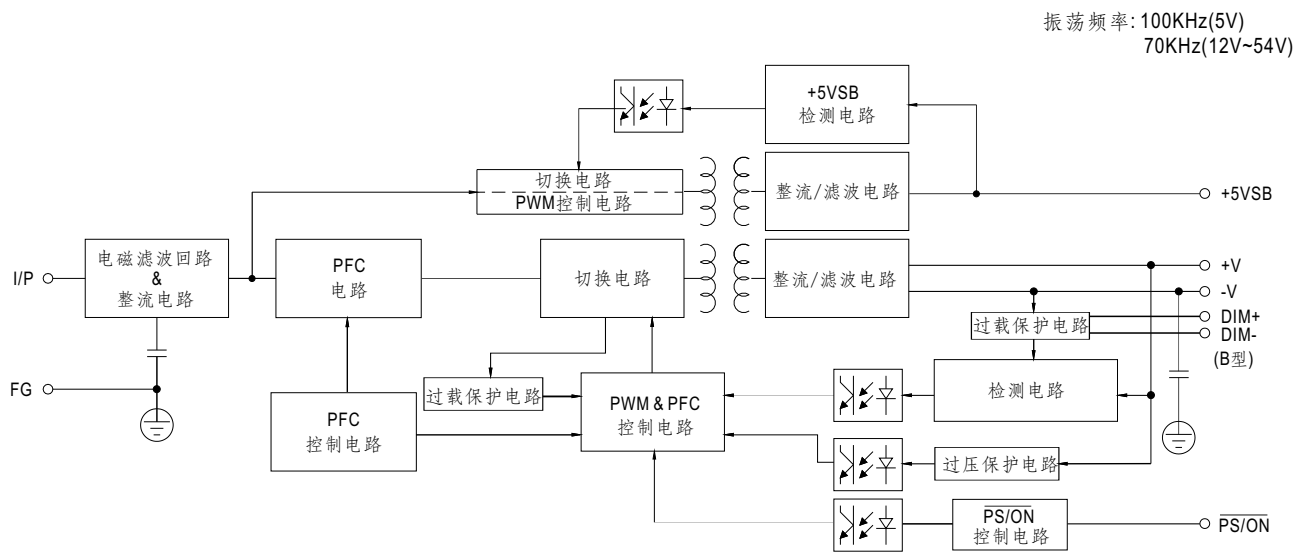 振荡频率: 100KHz(5V)
70KHz(12V~54V)
+5VSB
检测电路
切换电路
PWM控制电路
整流/滤波电路
+5VSB
I/P
电磁滤波回路
&
整流电路
PFC
电路
切换电路
整流/滤波电路
+V
-V
过载保护电路
DIM+
DIM-
(B型)
FG
PFC
控制电路
过载保护电路
PWM & PFC
控制电路
检测电路
过压保护电路
PS/ON
控制电路
PS/ON